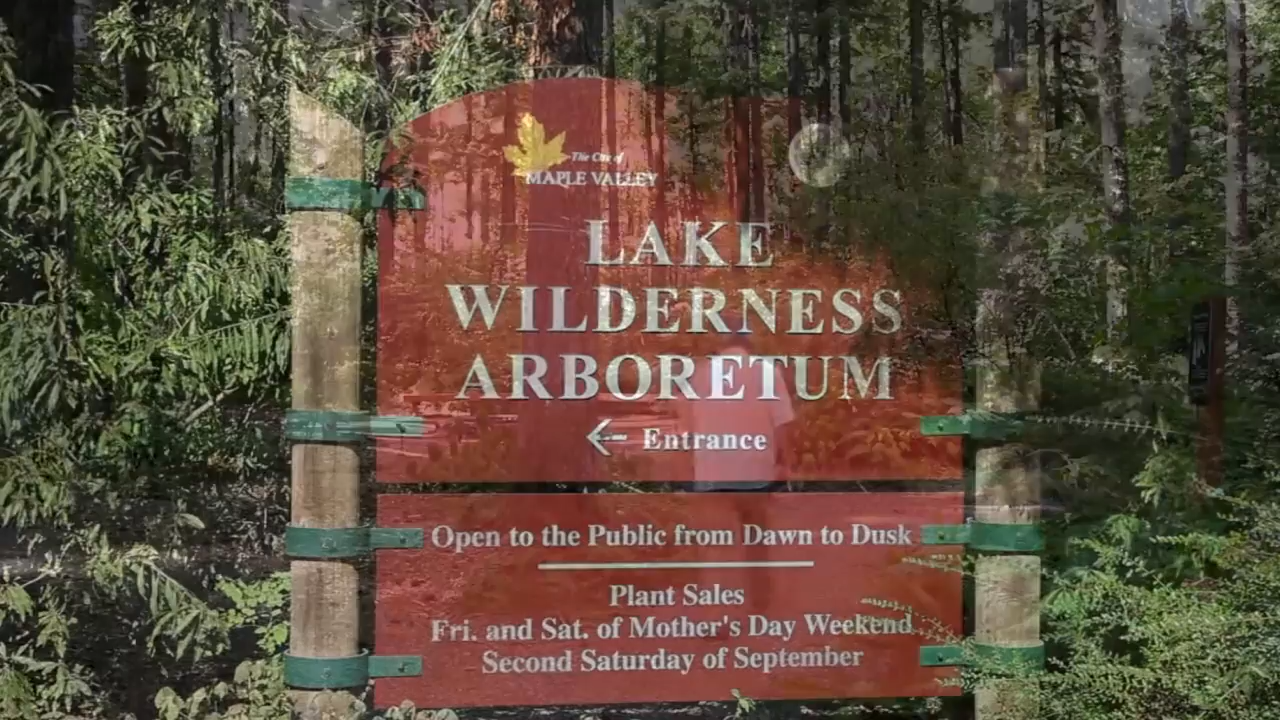 The City of
MAPLE VALLEY
LAKE
WILDERNESS
ARBORETUM
← Entrance
Open to the Public from Dawn to Dusk
Plant Sales
Fri. and Sat. of Mother's Day Weekend
Second Saturday of September